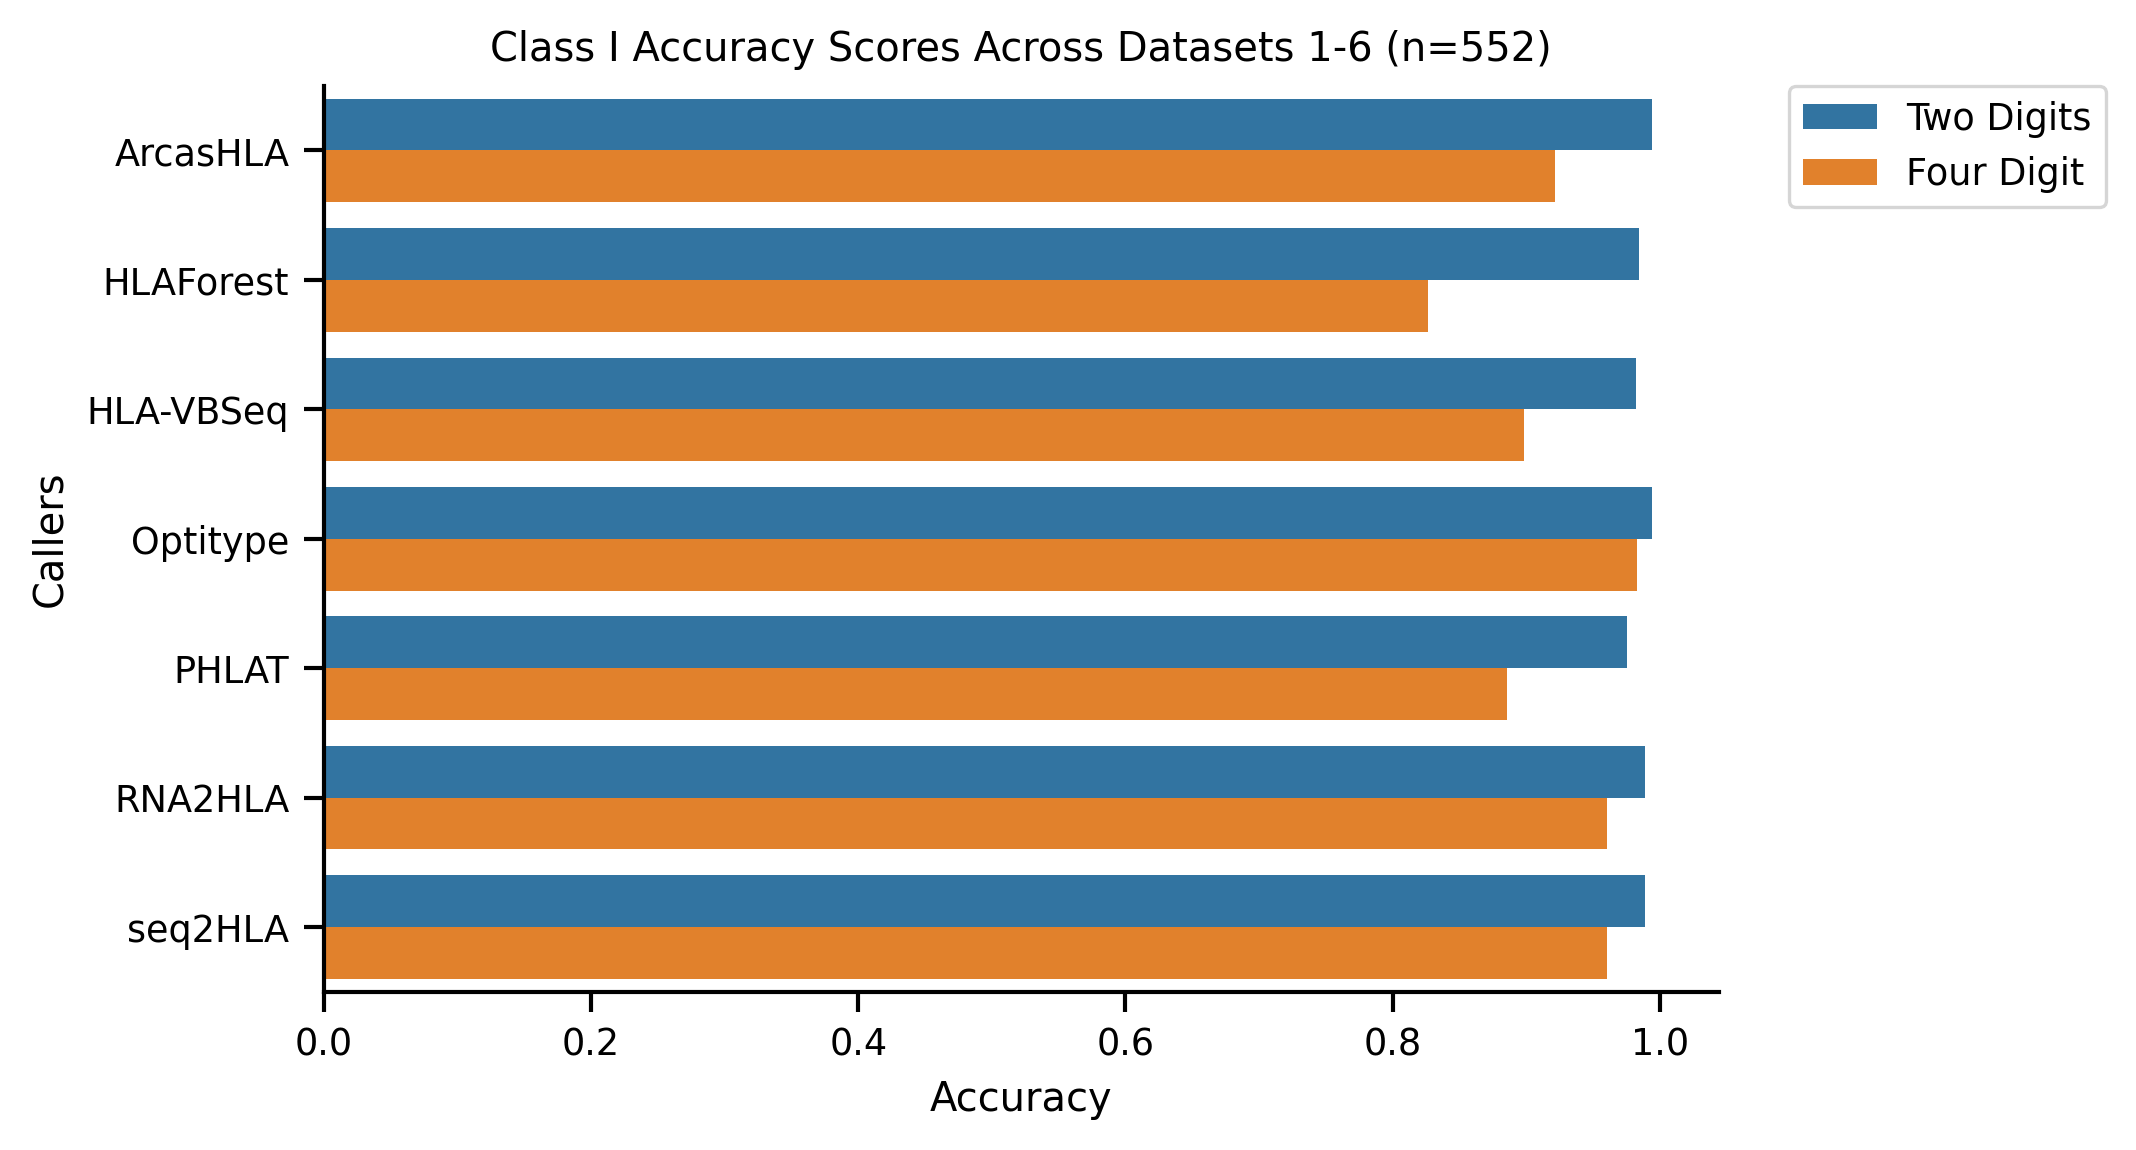 Class I Accuracy Scores Across Datasets 1-6 (n=552)
Two Digits
Four Digit
Callers
ArcasHLA
HLAForest
HLA-VBSeq
Optitype
PHLAT
RNA2HLA
seq2HLA
0.0 0.2 0.4 0.6 0.8 1.0
Accuracy